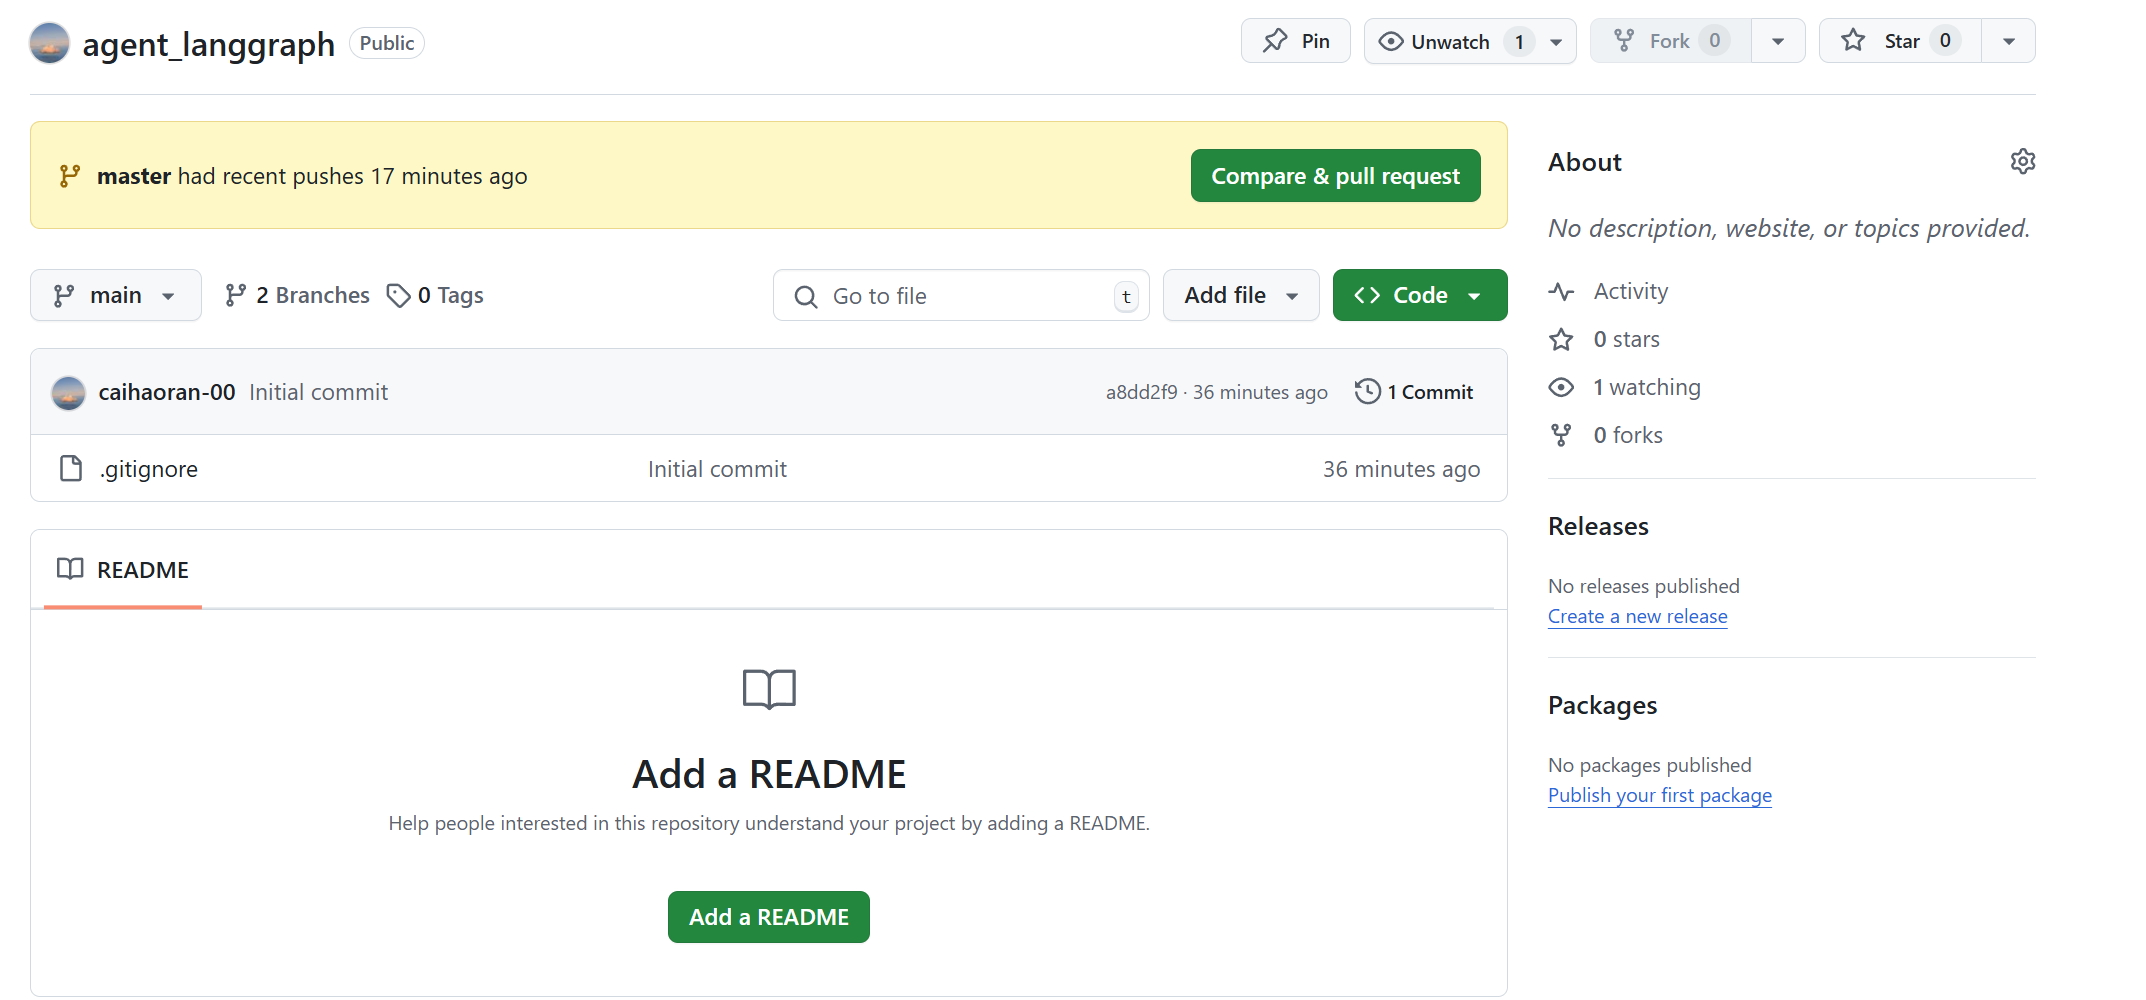 agent_langgraph Public
Pin
Unwatch 1
Fork 0
Star 0
master had recent pushes 17 minutes ago
Compare & pull request
main
2 Branches
0 Tags
Go to file
t
Add file
Code
caihaoran-00 Initial commit
a8dd2f9 · 36 minutes ago
1 Commit
.gitignore
Initial commit
36 minutes ago
README
Add a README
Help people interested in this repository understand your project by adding a README.
Add a README
About
No description, website, or topics provided.
Activity
0 stars
1 watching
0 forks
Releases
No releases published
Create a new release
Packages
No packages published
Publish your first package